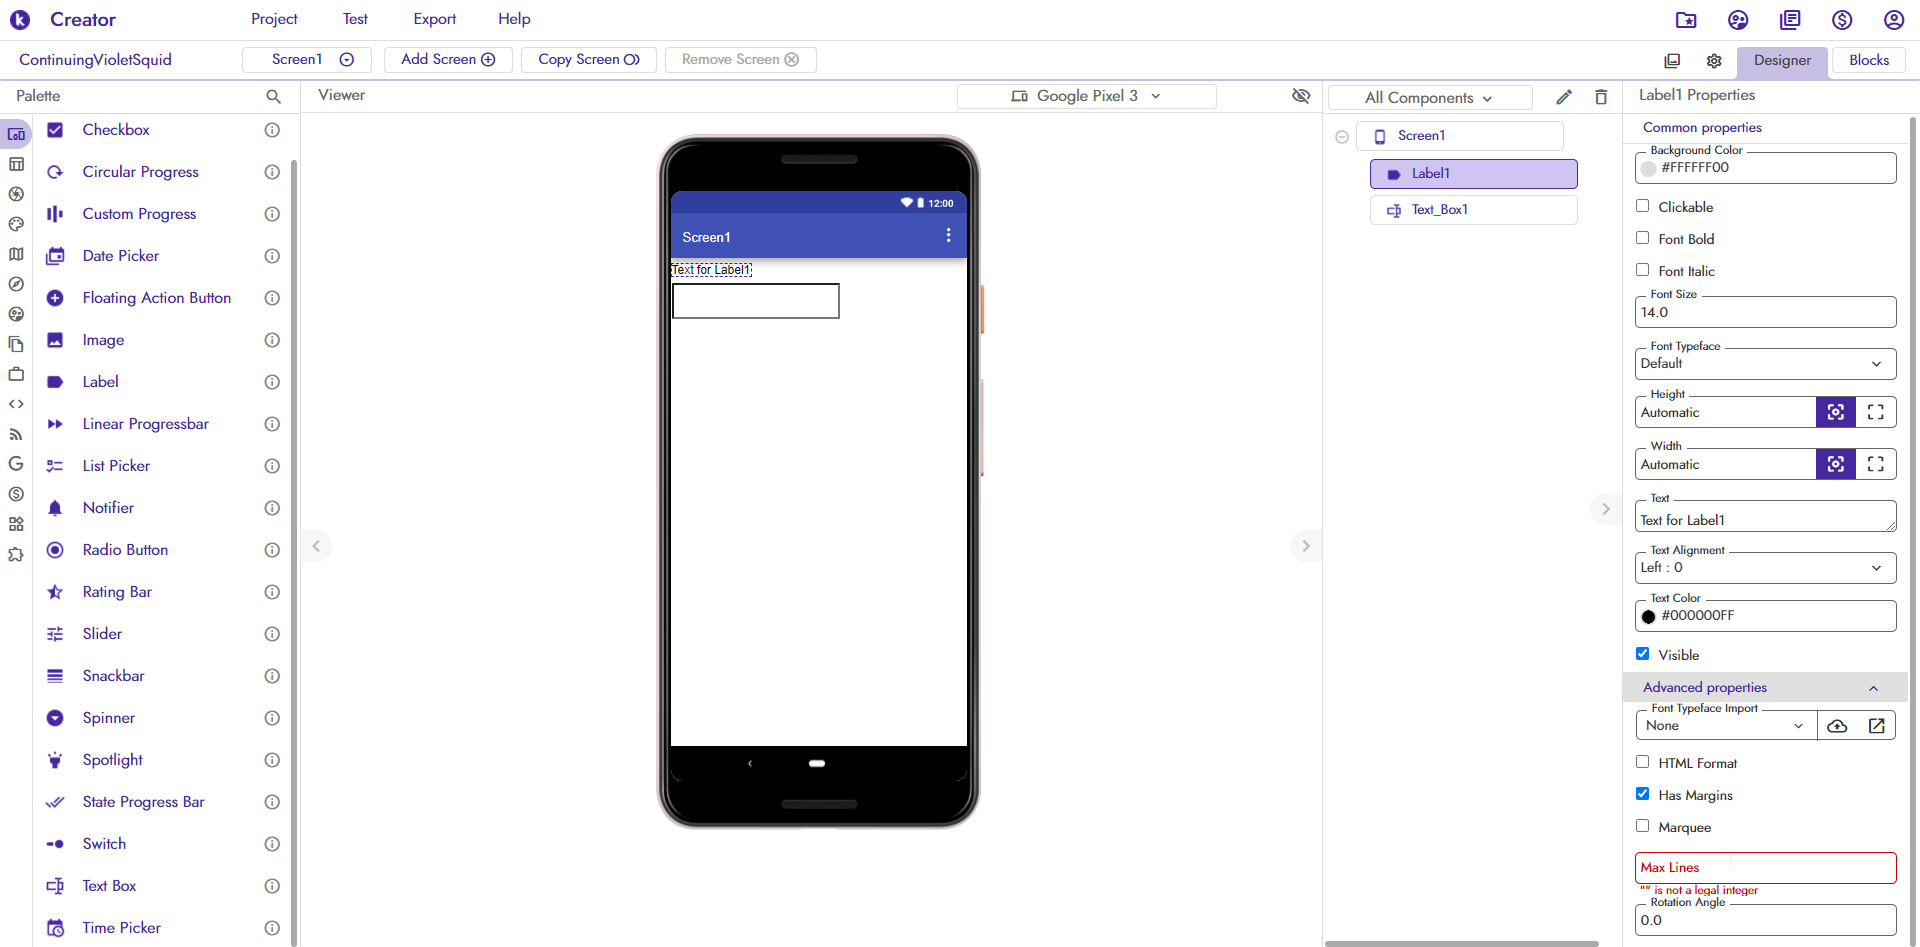 Creator
Project
Test
Export
Help
ContinuingVioletSquid
Screen1
Add Screen
Copy Screen
Remove Screen
Designer
Blocks
Palette
Checkbox
Circular Progress
Custom Progress
Date Picker
Floating Action Button
Image
Label
Linear Progressbar
List Picker
Notifier
Radio Button
Rating Bar
Slider
Snackbar
Spinner
Spotlight
State Progress Bar
Switch
Text Box
Time Picker
Viewer
Google Pixel 3
12:00
Screen1
Text for Label1
All Components
Screen1
Label1
Text_Box1
Label1 Properties
Common properties
Background Color
#FFFFFF00
Clickable
Font Bold
Font Italic
Font Size
14.0
Font Typeface
Default
Height
Automatic
Width
Automatic
Text
Text for Label1
Text Alignment
Left : 0
Text Color
#000000FF
Visible
Advanced properties
Font Typeface Import
None
HTML Format
Has Margins
Marquee
Max Lines
"" is not a legal integer
Rotation Angle
0.0